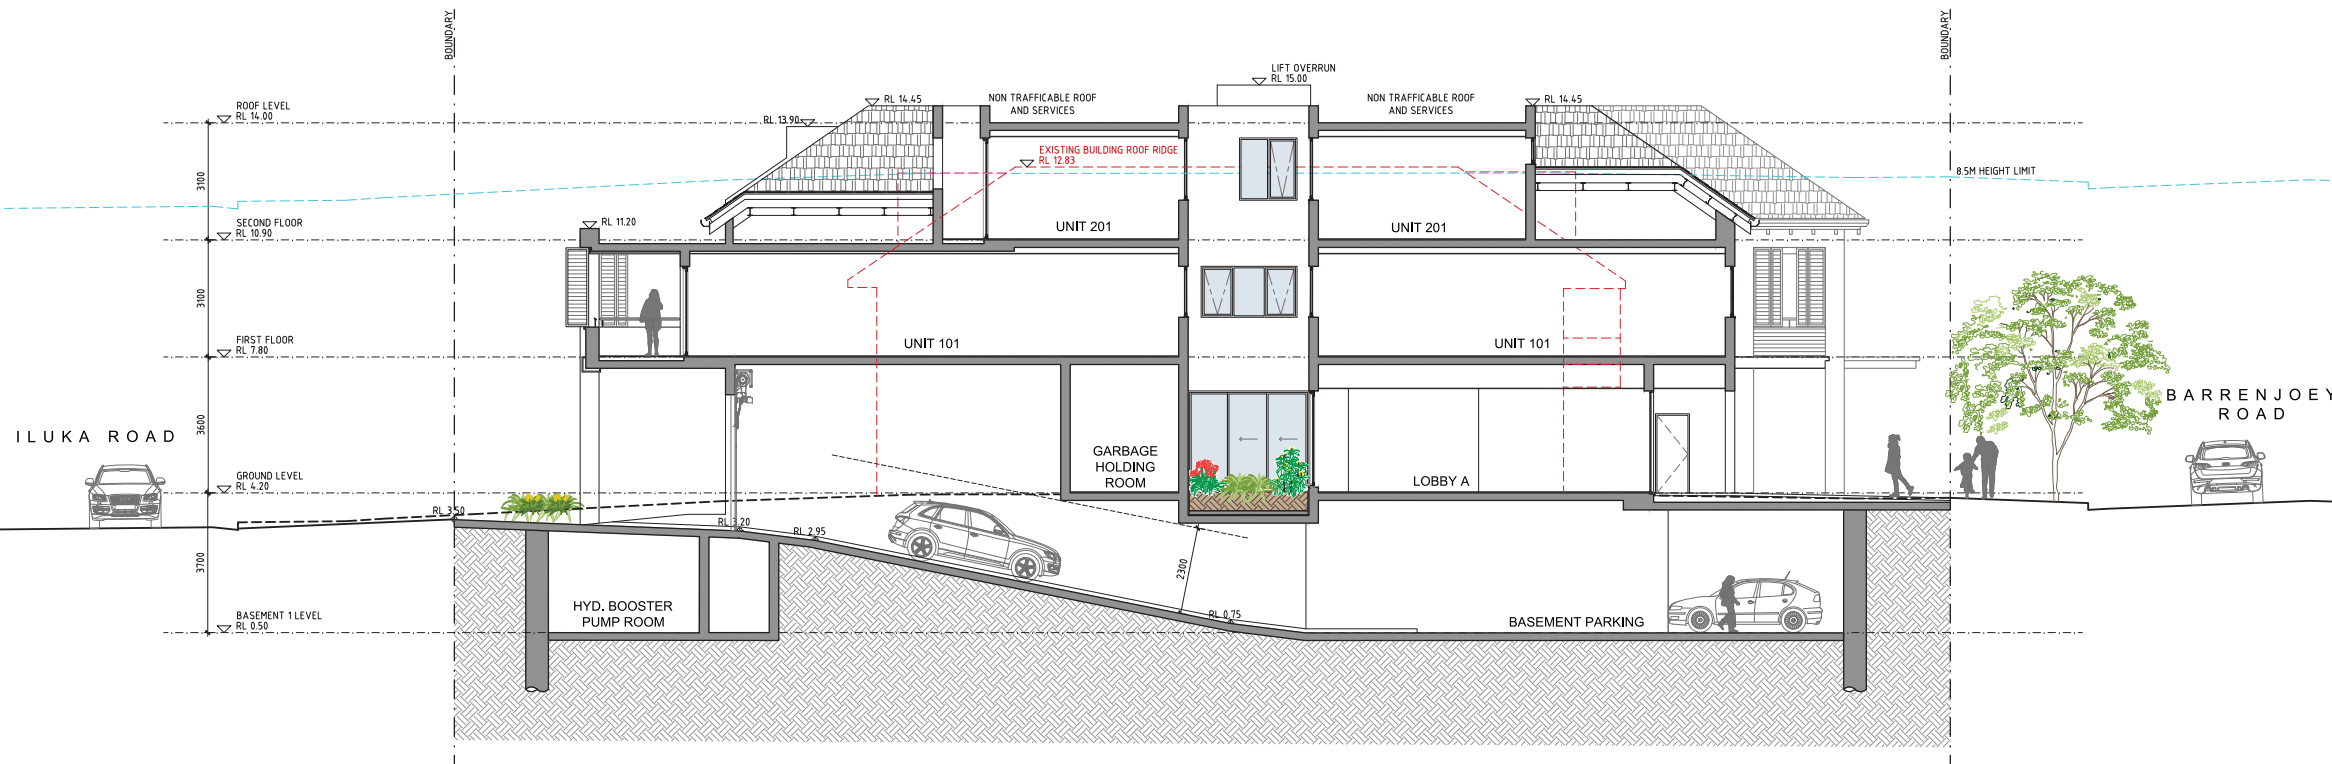 BOUNDARY
BOUNDARY
LIFT OVERRUN
RL 15.00
ROOF LEVEL
RL 14.00
RL 13.90
RL 14.45
NON TRAFFICABLE ROOF
AND SERVICES
NON TRAFFICABLE ROOF
AND SERVICES
RL 14.45
EXISTING BUILDING ROOF RIDGE
RL 12.83
8.5M HEIGHT LIMIT
3100
SECOND FLOOR
RL 10.90
RL 11.20
UNIT 201
UNIT 201
3100
FIRST FLOOR
RL 7.80
UNIT 101
UNIT 101
3600
ILUKA ROAD
BARRENJOEY
ROAD
GARBAGE
HOLDING
ROOM
LOBBY A
GROUND LEVEL
RL 4.20
RL 3.50
RL 3.20
RL 2.95
3700
2300
HYD. BOOSTER
PUMP ROOM
RL 0.75
BASEMENT PARKING
BASEMENT 1 LEVEL
RL 0.50